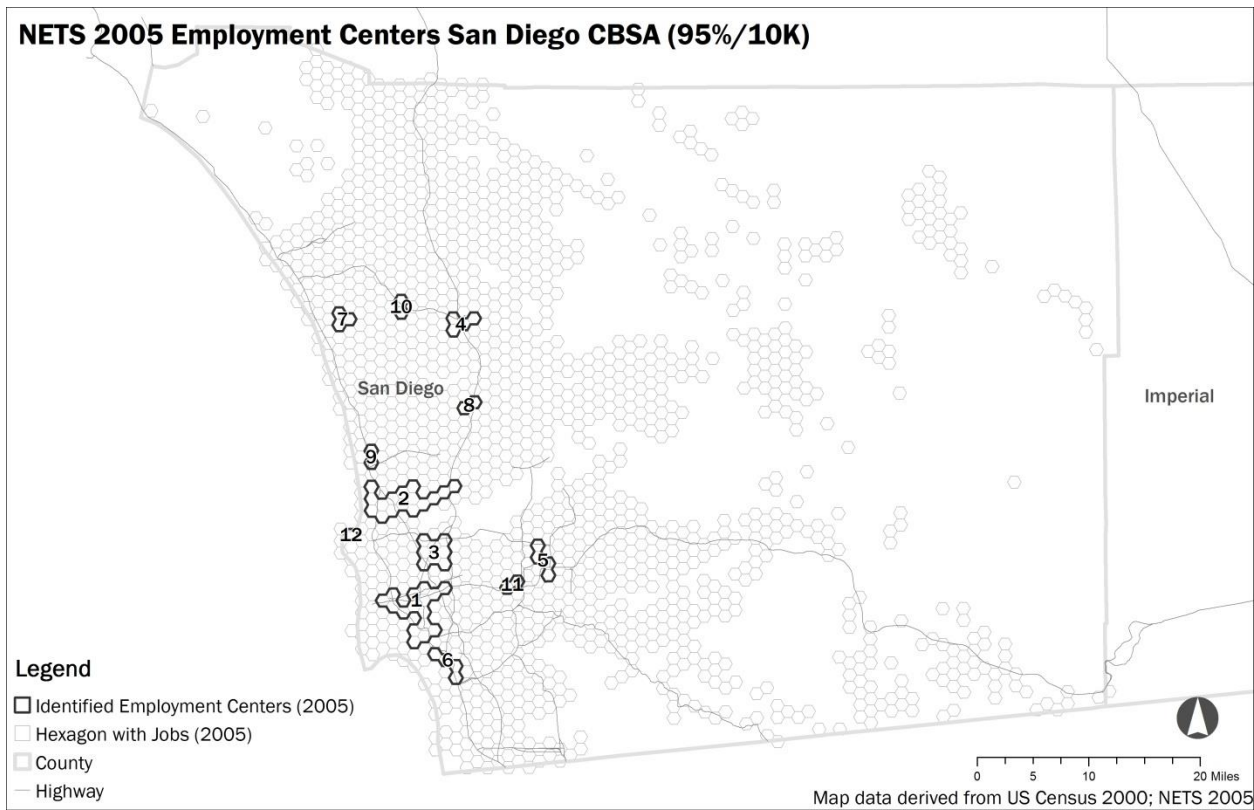 NETS 2005 Employment Centers San Diego CBSA (95%/10K)
10
7
4
San Diego
Imperial
8
9
2
12
3
5
11
1
6
Legend
Identified Employment Centers (2005)
Hexagon with Jobs (2005)
County
Highway
0 5 10 20 Miles
Map data derived from US Census 2000; NETS 2005